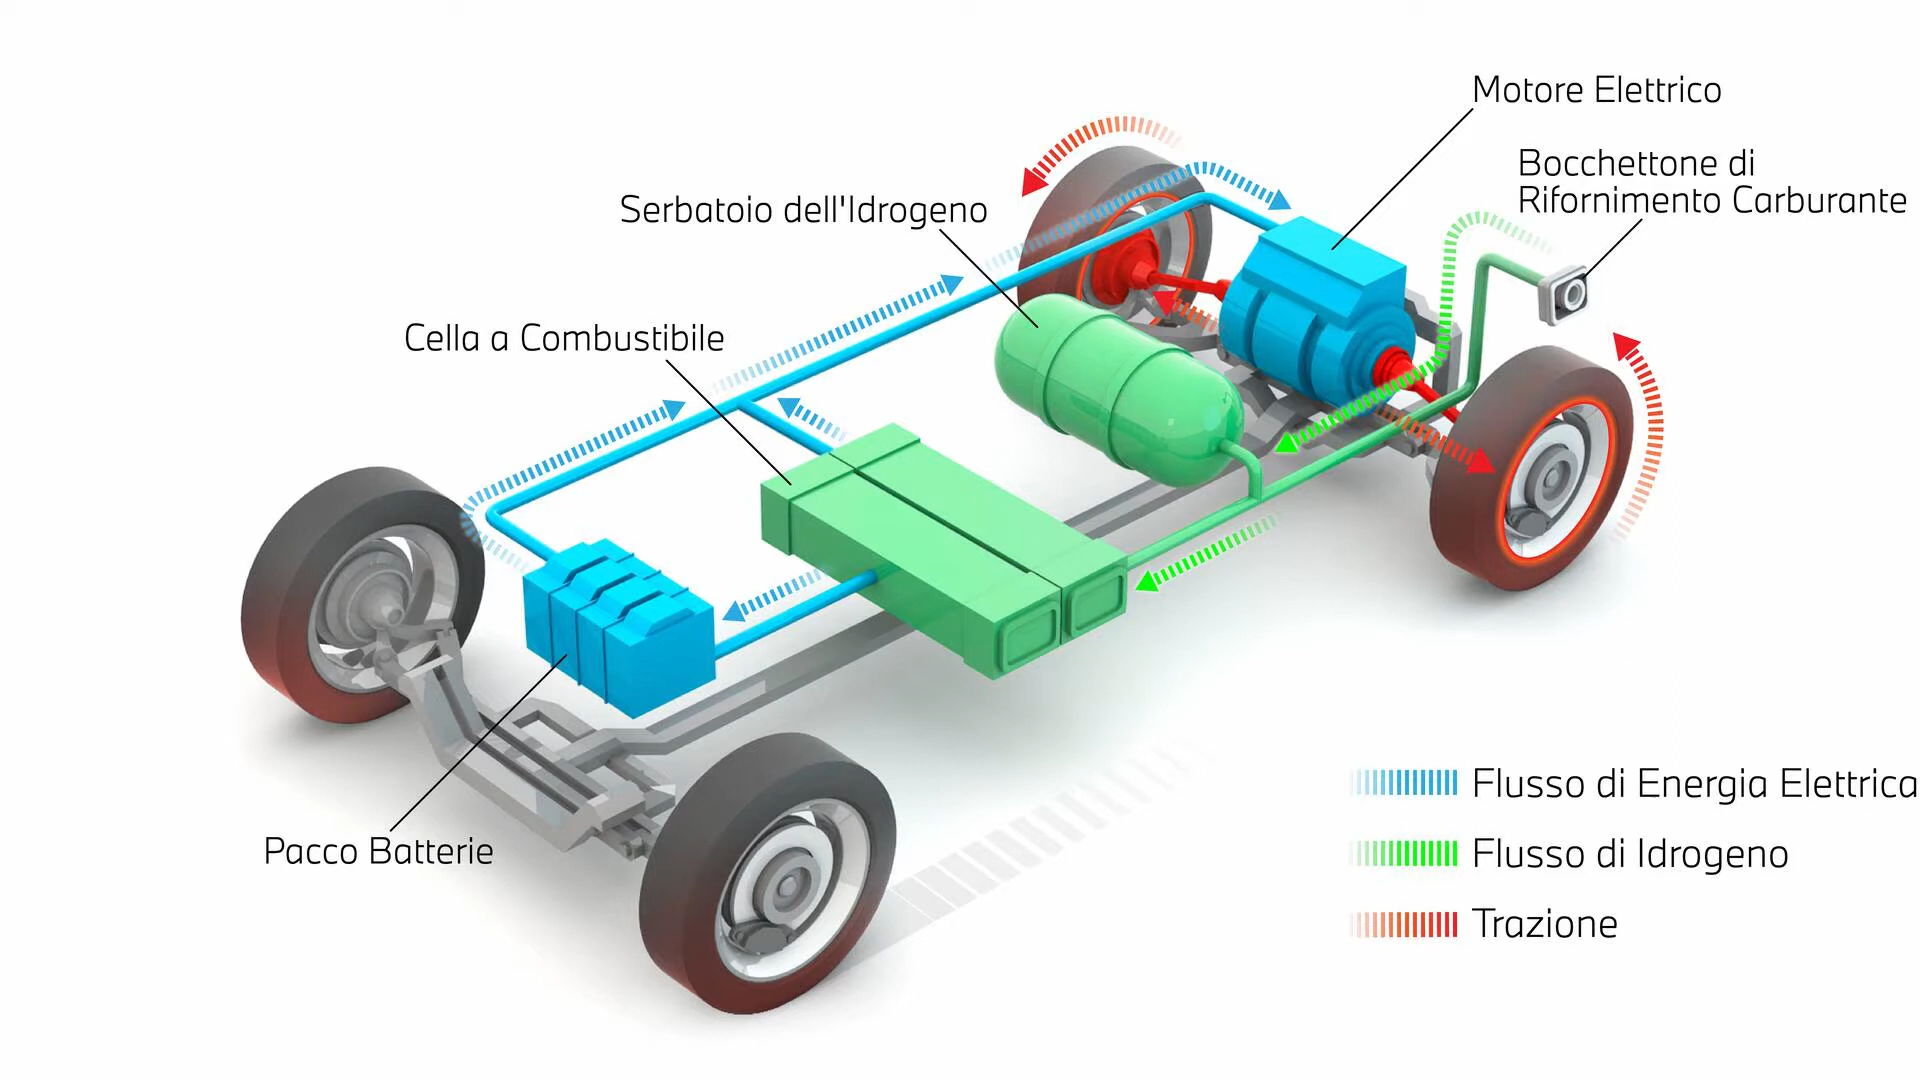 Motore Elettrico
Bocchettone di
Rifornimento Carburante
Serbatoio dell'Idrogeno
Cella a Combustibile
Pacco Batterie
Flusso di Energia Elettrica
Flusso di Idrogeno
Trazione